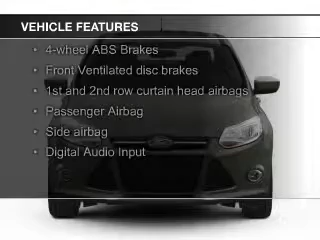 VEHICLE FEATURES
• 4-wheel ABS Brakes
• Front Ventilated disc brakes
• 1st and 2nd row curtain head airbags
• Passenger Airbag
• Side airbag
• Digital Audio Input
Ford